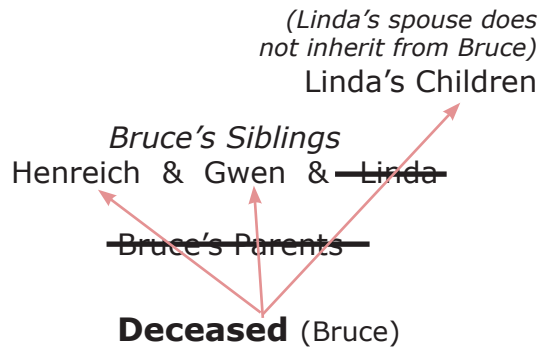 (Linda's spouse does
not inherit from Bruce)
Linda's Children
Bruce's Siblings
Henreich & Gwen & Linda
Bruce's Parents
Deceased (Bruce)